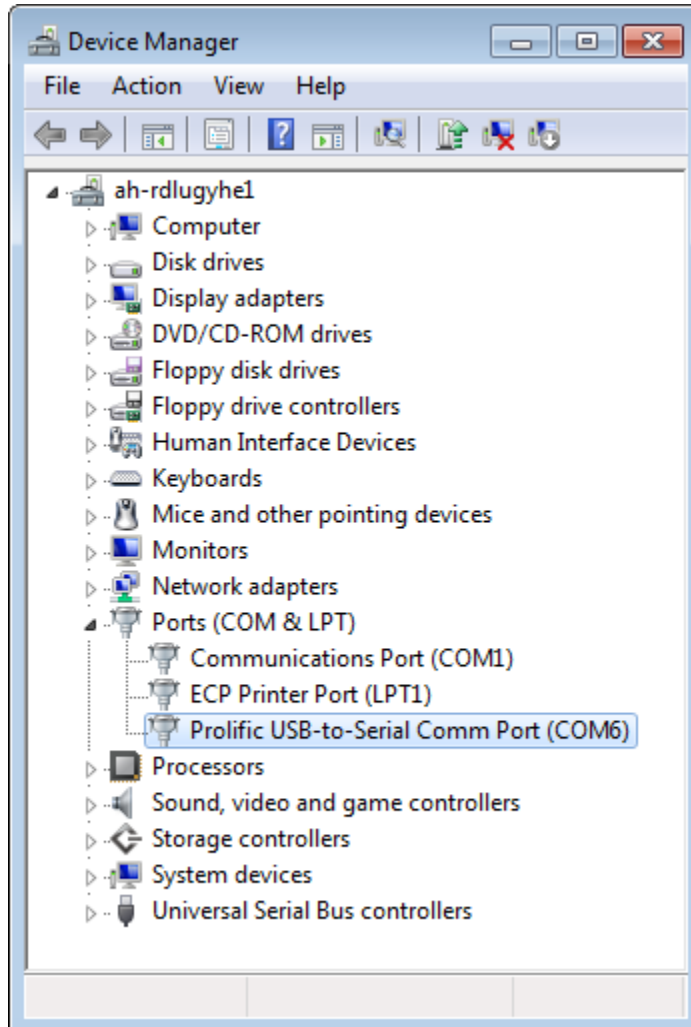 Device Manager
File Action View Help
ah-rdlugyhe1
Computer
Disk drives
Display adapters
DVD/CD-ROM drives
Floppy disk drives
Floppy drive controllers
Human Interface Devices
Keyboards
Mice and other pointing devices
Monitors
Network adapters
Ports (COM & LPT)
Communications Port (COM1)
ECP Printer Port (LPT1)
Prolific USB-to-Serial Comm Port (COM6)
Processors
Sound, video and game controllers
Storage controllers
System devices
Universal Serial Bus controllers